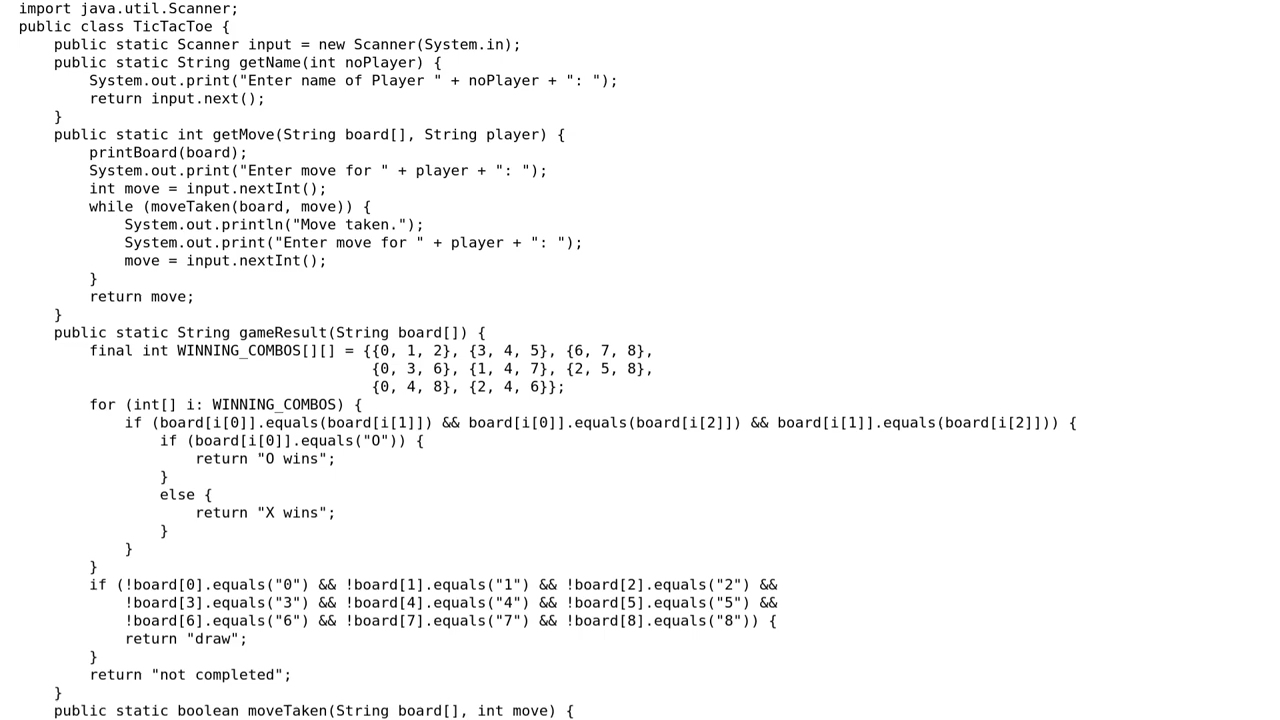 import java.util.Scanner;
public class TicTacToe {
    public static Scanner input = new Scanner(System.in);
    public static String getName(int noPlayer) {
        System.out.print("Enter name of Player " + noPlayer + ": ");
        return input.next();
    }
    public static int getMove(String board[], String player) {
        printBoard(board);
        System.out.print("Enter move for " + player + ": ");
        int move = input.nextInt();
        while (moveTaken(board, move)) {
            System.out.println("Move taken.");
            System.out.print("Enter move for " + player + ": ");
            move = input.nextInt();
        }
        return move;
    }
    public static String gameResult(String board[]) {
        final int WINNING_COMBOS[][] = {{0, 1, 2}, {3, 4, 5}, {6, 7, 8},
                                        {0, 3, 6}, {1, 4, 7}, {2, 5, 8},
                                        {0, 4, 8}, {2, 4, 6}};
        for (int[] i: WINNING_COMBOS) {
            if (board[i[0]].equals(board[i[1]]) && board[i[0]].equals(board[i[2]]) && board[i[1]].equals(board[i[2]])) {
                if (board[i[0]].equals("O")) {
                    return "O wins";
                }
                else {
                    return "X wins";
                }
            }
        }
        if (!board[0].equals("0") && !board[1].equals("1") && !board[2].equals("2") &&
            !board[3].equals("3") && !board[4].equals("4") && !board[5].equals("5") &&
            !board[6].equals("6") && !board[7].equals("7") && !board[8].equals("8")) {
            return "draw";
        }
        return "not completed";
    }
    public static boolean moveTaken(String board[], int move) {